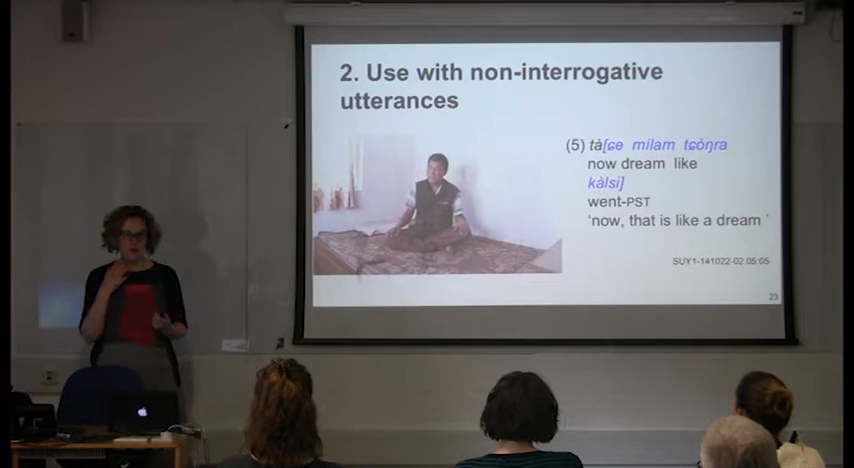 2. Use with non-interrogative
utterances
(5) tà[ɕe milam tɕòŋra
now dream like
kàlsi]
went-PST
'now, that is like a dream '
SUY1-141022-02 05:05
23